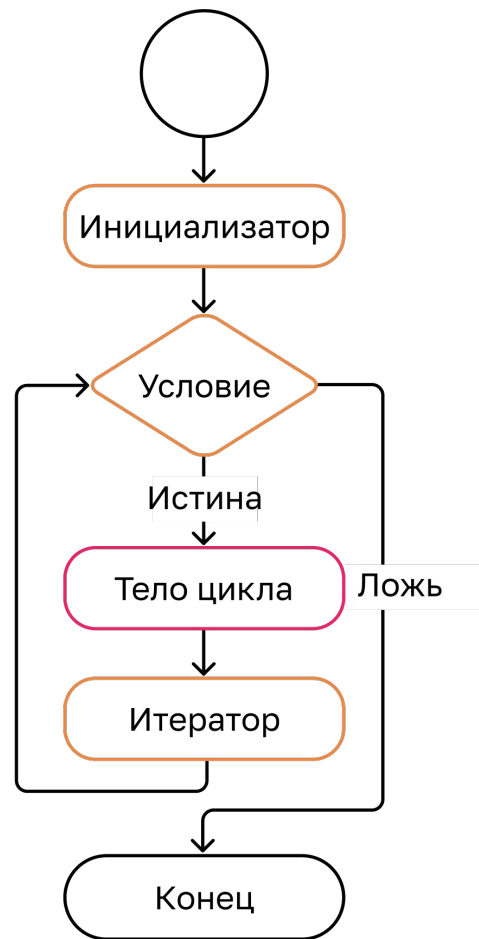 Инициализатор
Условие
Истина
Тело цикла
Ложь
Итератор
Конец